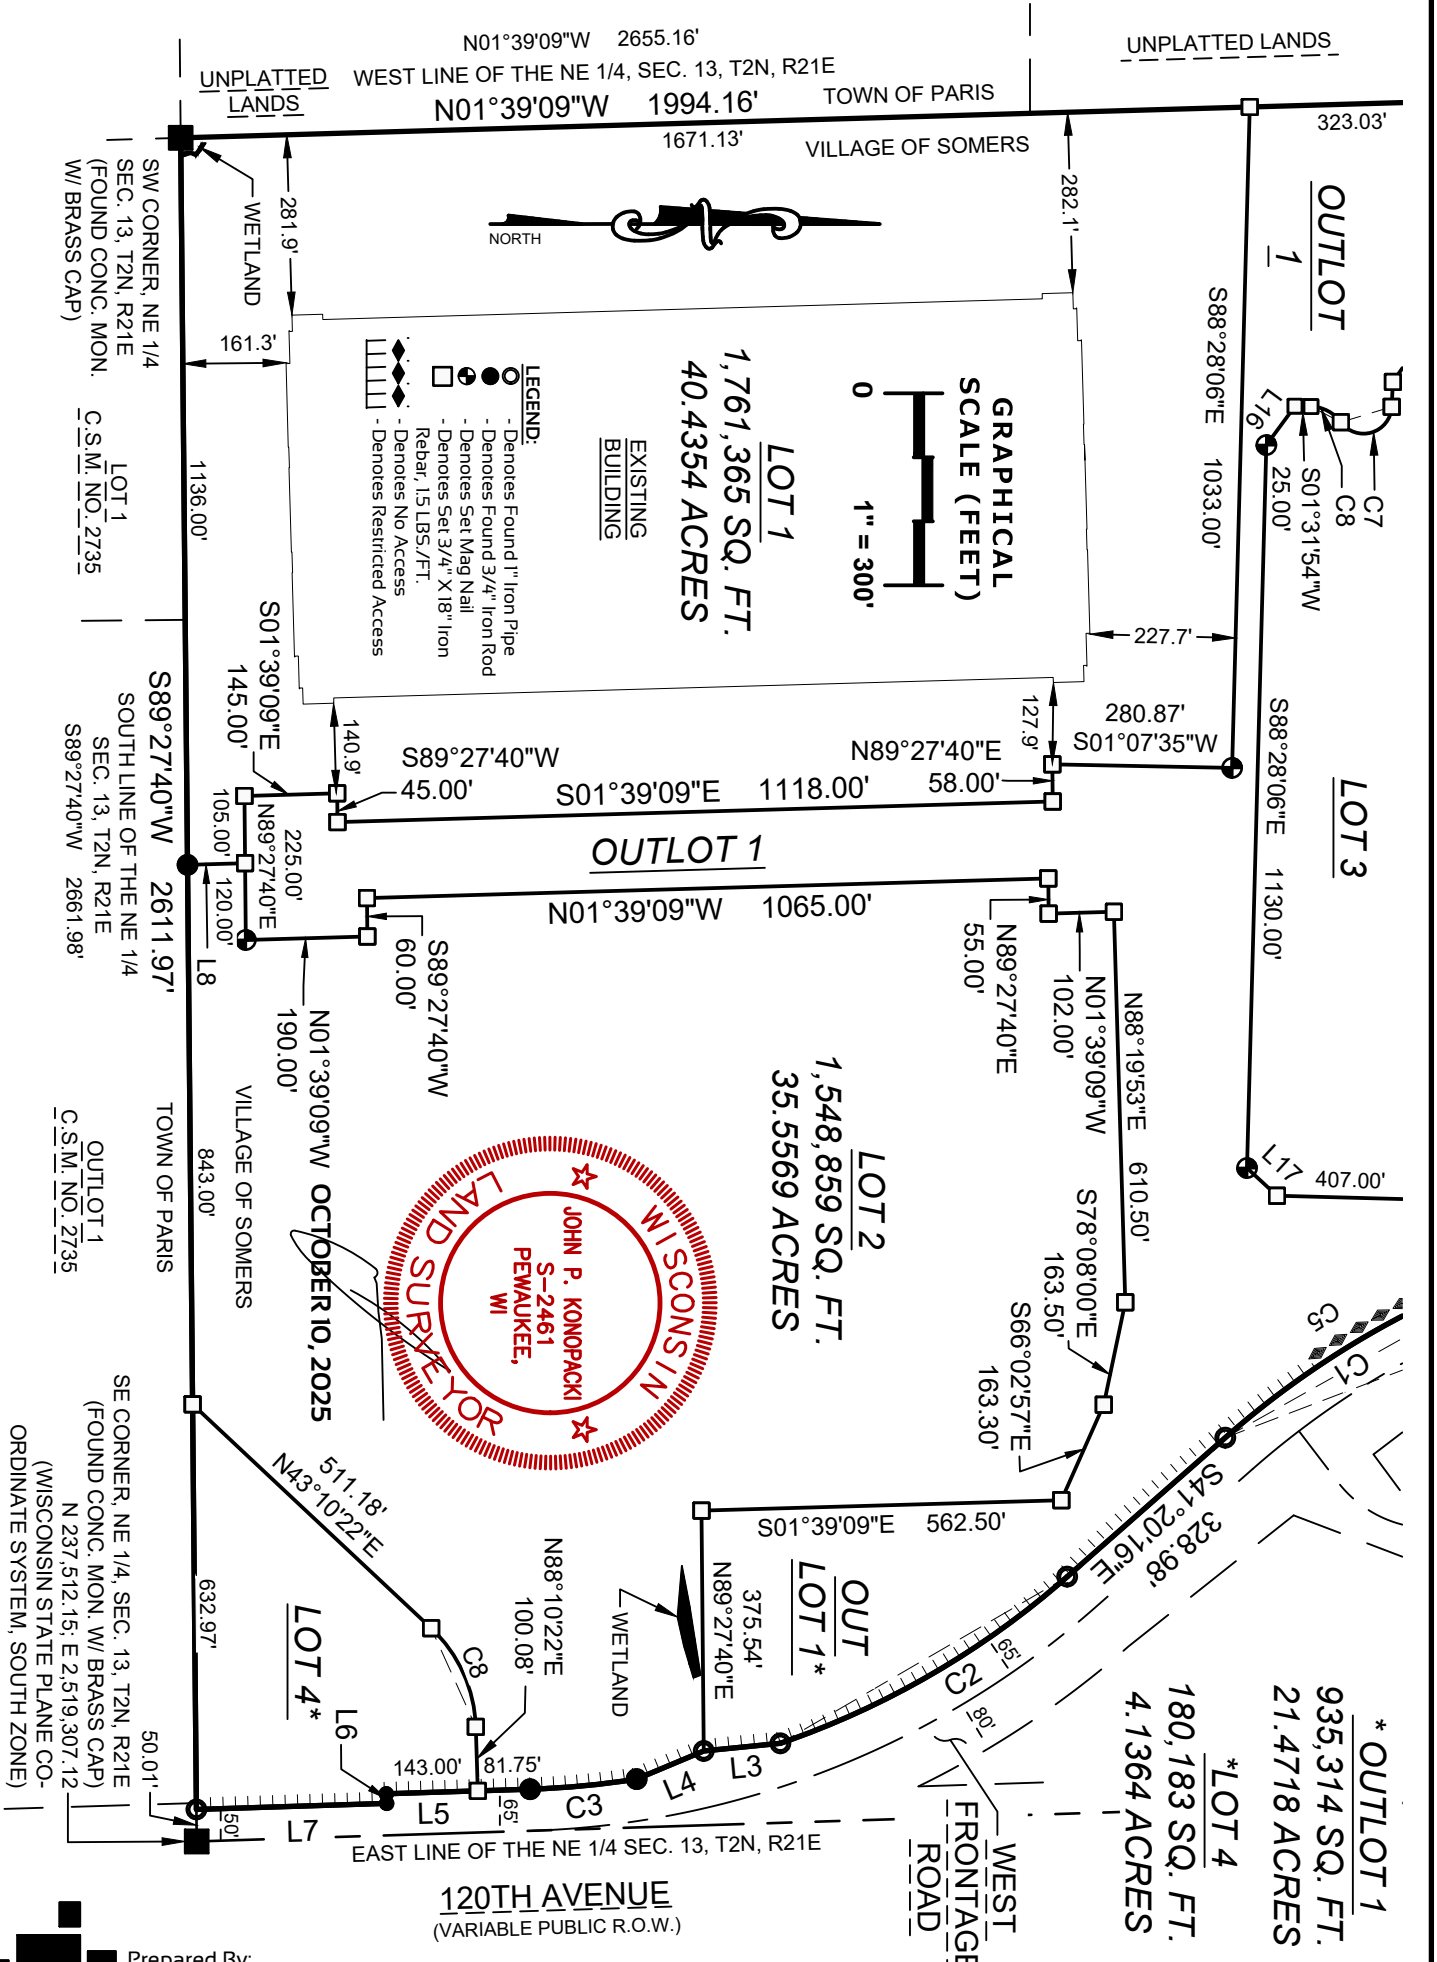 N01°39'09"W 2655.16'
WEST LINE OF THE NE 1/4, SEC. 13, T2N, R21E
N01°39'09"W 1994.16'
1671.13'
323.03'
UNPLATTED
LANDS
UNPLATTED LANDS
TOWN OF PARIS
VILLAGE OF SOMERS
OUTLOT
1
282.1'
281.9'
WETLAND
NORTH
161.3'
SW CORNER, NE 1/4
SEC. 13, T2N, R21E
(FOUND CONC. MON.
W/ BRASS CAP)
LOT 1
C.S.M. NO. 2735
1136.00'
LEGEND:
- Denotes Found 1" Iron Pipe
- Denotes Found 3/4" Iron Rod
- Denotes Set Mag Nail
- Denotes Set 3/4" X 18" Iron
Rebar, 1.5 LBS./FT.
- Denotes No Access
- Denotes Restricted Access
EXISTING
BUILDING
LOT 1
1,761,365 SQ. FT.
40.4354 ACRES
GRAPHICAL
SCALE (FEET)
0 1" = 300'
S88°28'06"E 1033.00'
L16
25.00'
S01°31'54"W
C8
C7
227.7'
280.87'
S01°07'35"W
127.9'
N89°27'40"E
58.00'
S01°39'09"E 1118.00'
S89°27'40"W
45.00'
140.9'
S01°39'09"E
145.00'
S88°28'06"E 1130.00'
LOT 3
L17
407.00'
OUTLOT 1
N01°39'09"W 1065.00'
225.00'
N89°27'40"E
105.00'
120.00'
L8
S89°27'40"W
60.00'
N01°39'09"W
190.00'
N89°27'40"E
55.00'
N01°39'09"W
102.00'
N88°19'53"E 610.50'
S78°08'00"E
163.50'
S66°02'57"E
163.30'
S01°39'09"E 562.50'
S89°27'40"W 2611.97'
SOUTH LINE OF THE NE 1/4
SEC. 13, T2N, R21E
S89°27'40"W 2661.98'
LOT 2
1,548,859 SQ. FT.
35.5569 ACRES
WISCONSIN
JOHN P. KONOPACKI
S-2461
PEWAUKEE,
WI
LAND SURVEYOR
OCTOBER 10, 2025
VILLAGE OF SOMERS
TOWN OF PARIS
843.00'
OUTLOT 1
C.S.M. NO. 2735
C5
C1
S41°20'16"E
328.98'
C2
65'
80'
OUT
LOT 1*
375.54'
N89°27'40"E
WETLAND
N88°10'22"E
100.08'
C8
511.18'
N43°10'22"E
LOT 4*
L6
632.97'
143.00'
81.75'
L5
L7
C3
L4
L3
65'
50'
50.01'
SE CORNER, NE 1/4, SEC. 13, T2N, R21E
(FOUND CONC. MON. W/ BRASS CAP)
N 237,512.15; E 2,519,307.12
(WISCONSIN STATE PLANE CO-
ORDINATE SYSTEM, SOUTH ZONE)
EAST LINE OF THE NE 1/4 SEC. 13, T2N, R21E
120TH AVENUE
(VARIABLE PUBLIC R.O.W.)
WEST
FRONTAGE
ROAD
*OUTLOT 1
935,314 SQ. FT.
21.4718 ACRES
*LOT 4
180,183 SQ. FT.
4.1364 ACRES
Prepared By: